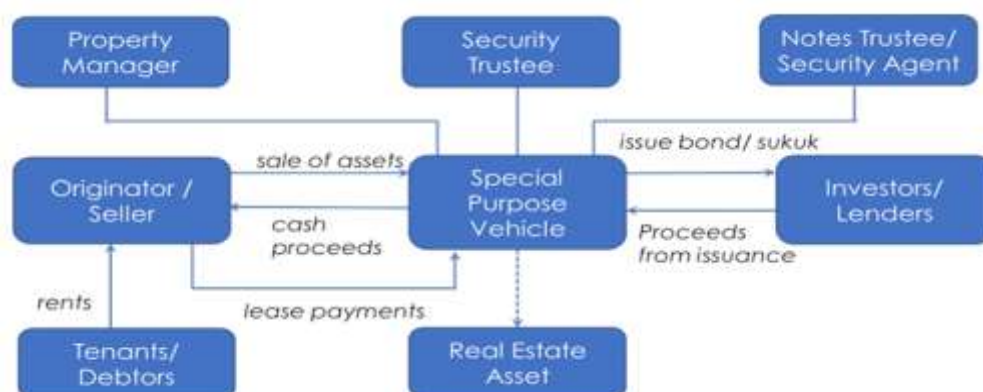 Property
Manager
Security
Trustee
Notes Trustee/
Security Agent
issue bond/ sukuk
sale of assets
Originator /
Seller
Special
Purpose
Vehicle
Investors/
Lenders
cash
proceeds
Proceeds
from issuance
rents
lease payments
Tenants/
Debtors
Real Estate
Asset